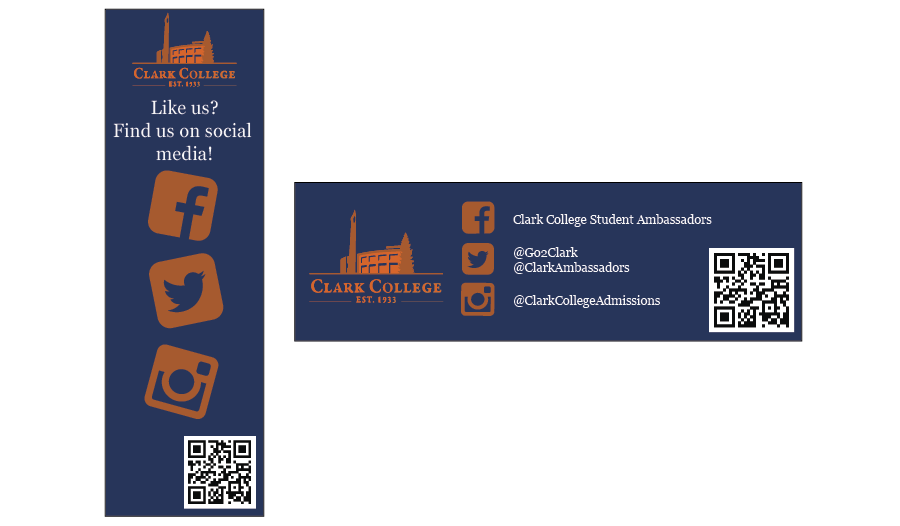 CLARK COLLEGE
EST. 1933
Like us?
Find us on social
media!
CLARK COLLEGE
EST. 1933
Clark College Student Ambassadors
@Go2Clark
@ClarkAmbassadors
@ClarkCollegeAdmissions